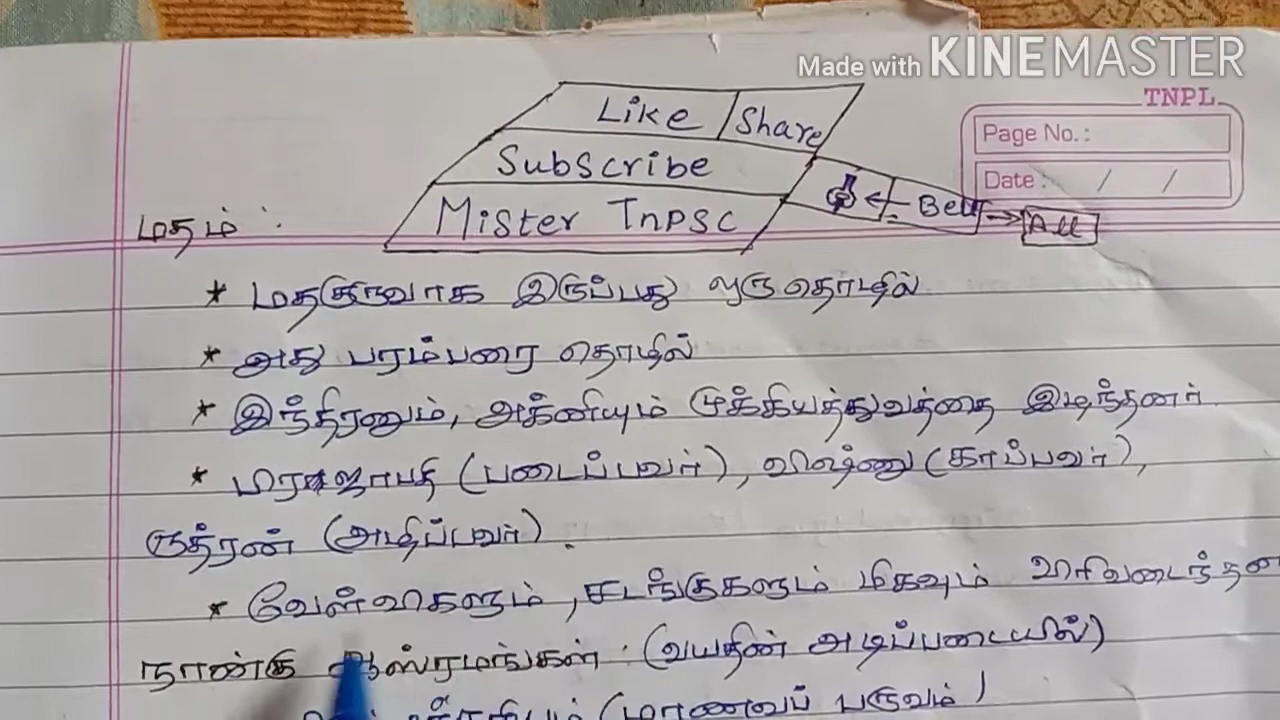 Made with KINEMASTER
TNPL
Like Share
Page No.:
Subscribe
Date: / /
Bell
All
Mister Tnpsc
மதம் :
* மதகுருவாக இருப்பது ஒரு தொழில்
* அது பரம்பரை தொழில்
* இந்திரனும், அக்னியும் முக்கியத்துவத்தை இழந்தனர்.
* பிரஜாபதி (படைப்பவர்), விஷ்ணு (காப்பவர்),
ருத்ரன் (அழிப்பவர்).
* வேள்விகளும், சடங்குகளும் மிகவும் விரிவடைந்தன
நான்கு ஆஸ்ரமங்கள் : (வயதின் அடிப்படையில்)
(மாணவப் பருவம்)